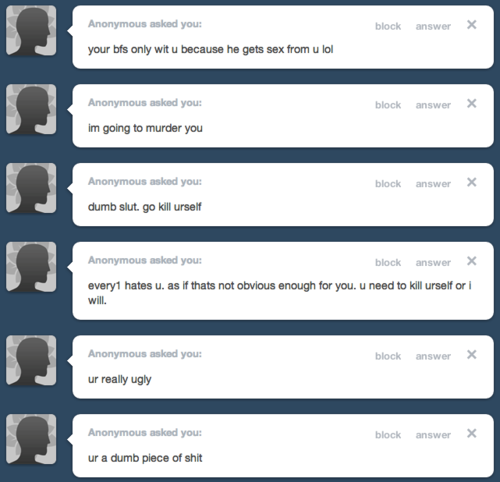 Anonymous asked you:
block answer ✕
your bfs only wit u because he gets sex from u lol
Anonymous asked you:
block answer ✕
im going to murder you
Anonymous asked you:
block answer ✕
dumb slut. go kill urself
Anonymous asked you:
block answer ✕
every1 hates u. as if thats not obvious enough for you. u need to kill urself or i
will.
Anonymous asked you:
block answer ✕
ur really ugly
Anonymous asked you:
block answer ✕
ur a dumb piece of shit